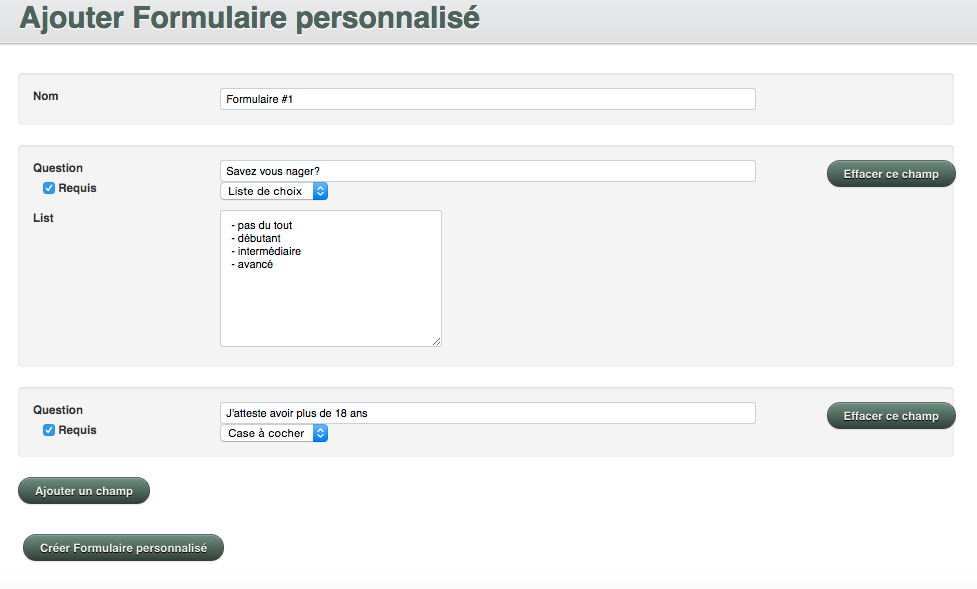 Ajouter Formulaire personnalisé
Nom
Formulaire #1
Question
Savez vous nager?
Effacer ce champ
Requis
Liste de choix
List
- pas du tout
- débutant
- intermédiaire
- avancé
Question
J'atteste avoir plus de 18 ans
Effacer ce champ
Requis
Case à cocher
Ajouter un champ
Créer Formulaire personnalisé